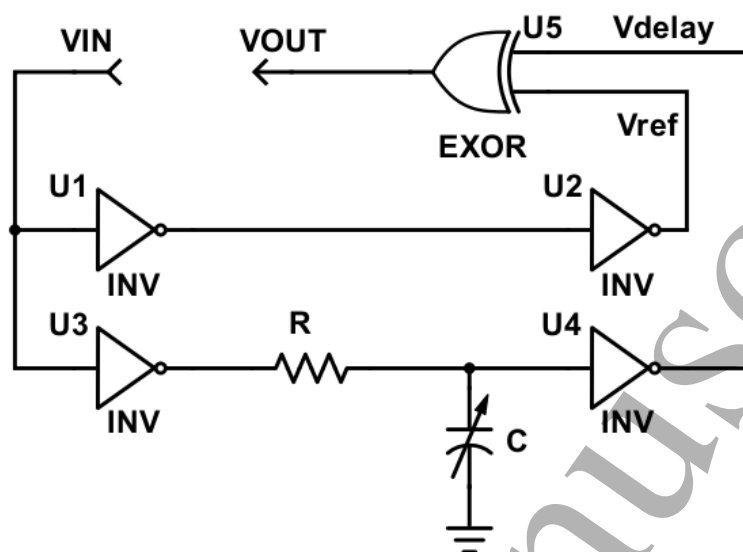 VIN
VOUT
U5
Vdelay
EXOR
Vref
U1
INV
U2
INV
U3
INV
R
U4
INV
C